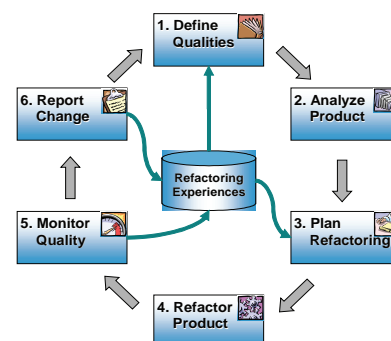 1. Define
Qualities
2. Analyze
Product
3. Plan
Refactoring
4. Refactor
Product
5. Monitor
Quality
6. Report
Change
Refactoring
Experiences